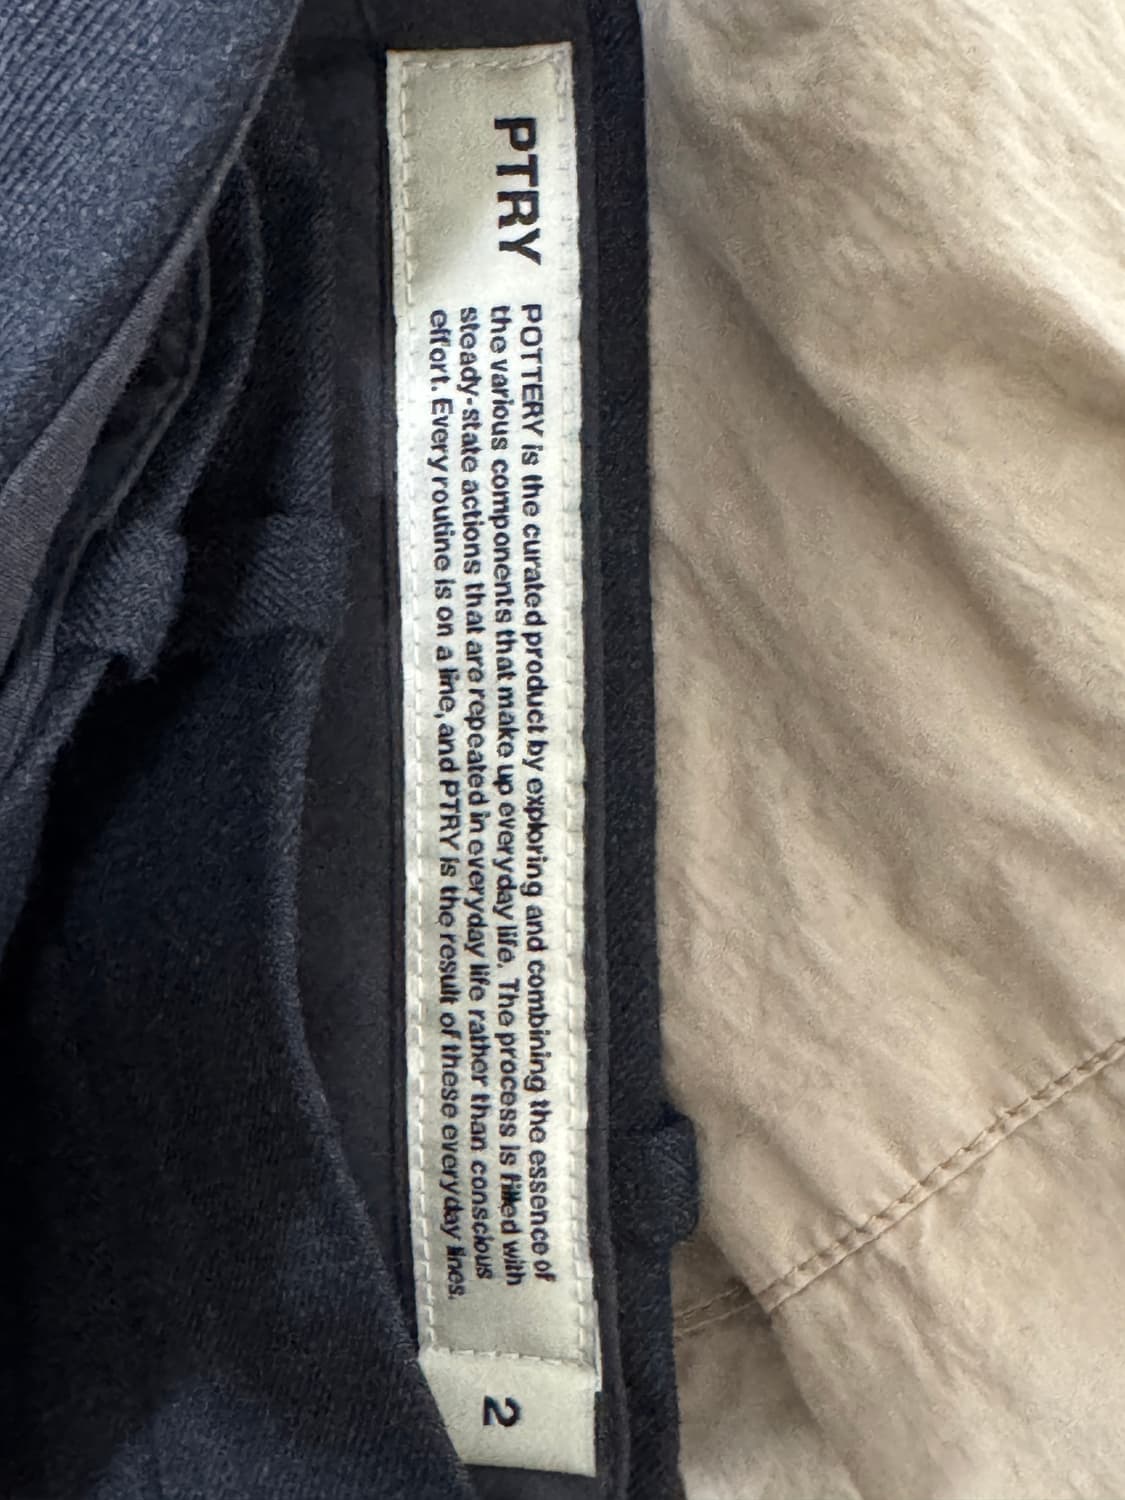 PTRY
POTTERY is the curated product by exploring and combining the essence of
the various components that make up everyday life. The process is filled with
steady-state actions that are repeated in everyday life rather than conscious
effort. Every routine is on a line, and PTRY is the result of these everyday lines.
2